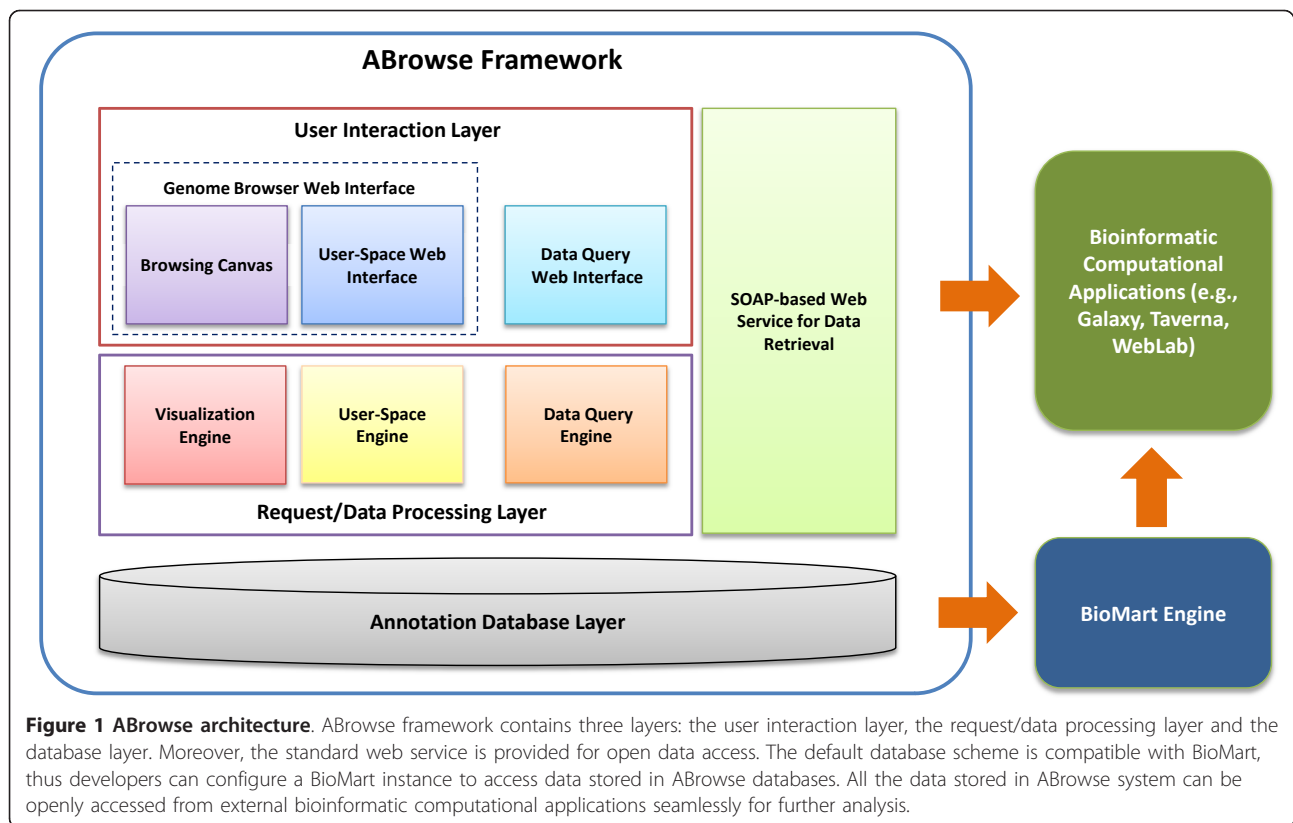 ABrowse Framework
User Interaction Layer
Genome Browser Web Interface
Browsing Canvas
User-Space Web
Interface
Data Query
Web Interface
SOAP-based Web
Service for Data
Retrieval
Visualization
Engine
User-Space
Engine
Data Query
Engine
Request/Data Processing Layer
Annotation Database Layer
Bioinformatic
Computational
Applications (e.g.,
Galaxy, Taverna,
WebLab)
BioMart Engine
Figure 1 ABrowse architecture. ABrowse framework contains three layers: the user interaction layer, the request/data processing layer and the
database layer. Moreover, the standard web service is provided for open data access. The default database scheme is compatible with BioMart,
thus developers can configure a BioMart instance to access data stored in ABrowse databases. All the data stored in ABrowse system can be
openly accessed from external bioinformatic computational applications seamlessly for further analysis.